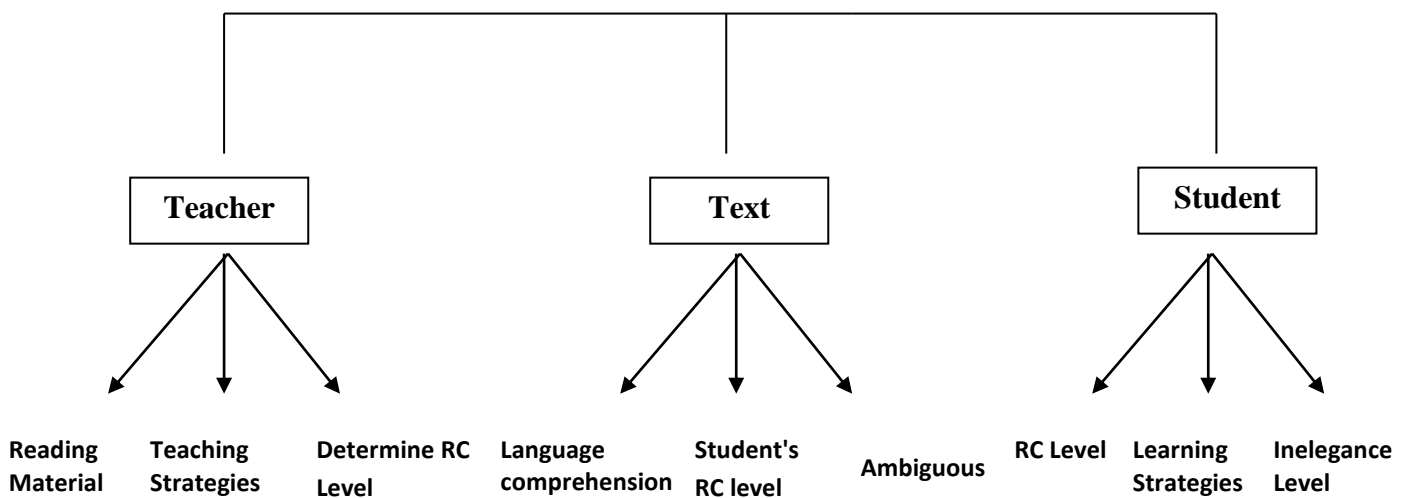 Teacher
Text
Student
Reading
Material
Teaching
Strategies
Determine RC
Level
Language
comprehension
Student's
RC level
Ambiguous
RC Level
Learning
Strategies
Inelegance
Level